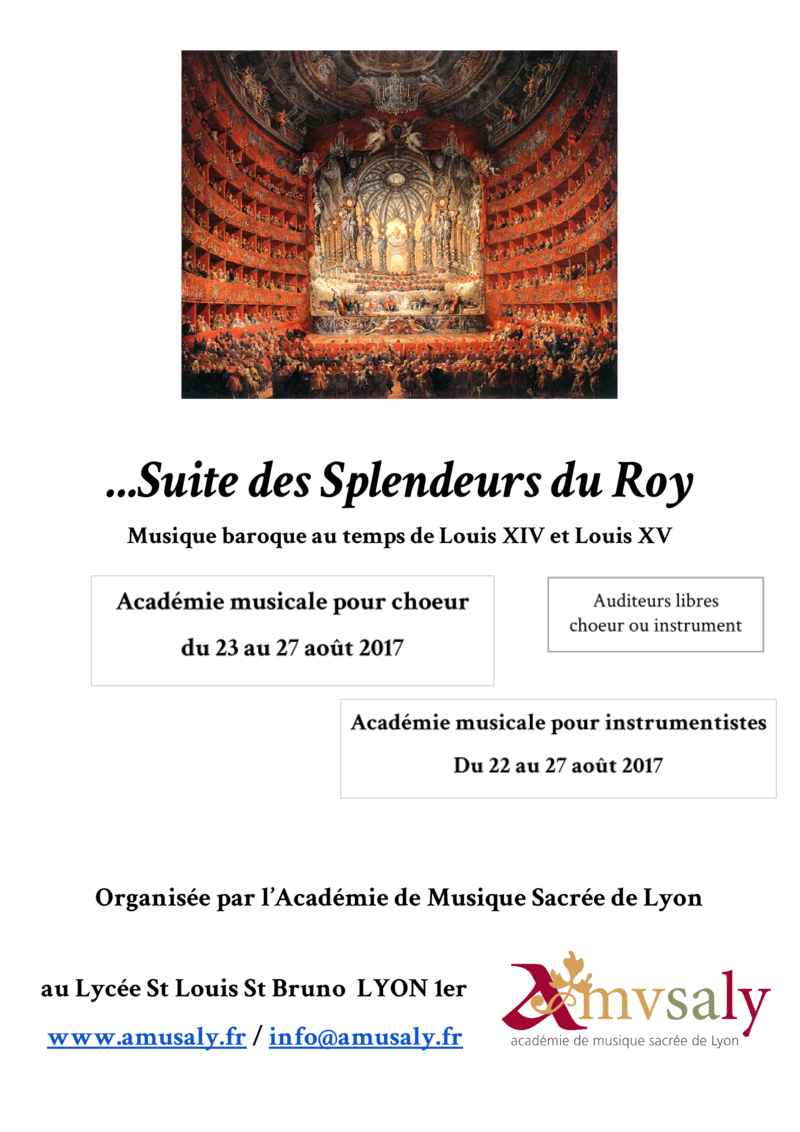 ...Suite des Splendeurs du Roy
Musique baroque au temps de Louis XIV et Louis XV
Académie musicale pour choeur
du 23 au 27 août 2017
Auditeurs libres
choeur ou instrument
Académie musicale pour instrumentistes
Du 22 au 27 août 2017
Organisée par l’Académie de Musique Sacrée de Lyon
au Lycée St Louis St Bruno LYON 1er
www.amusaly.fr / info@amusaly.fr
Amvsaly
académie de musique sacrée de Lyon